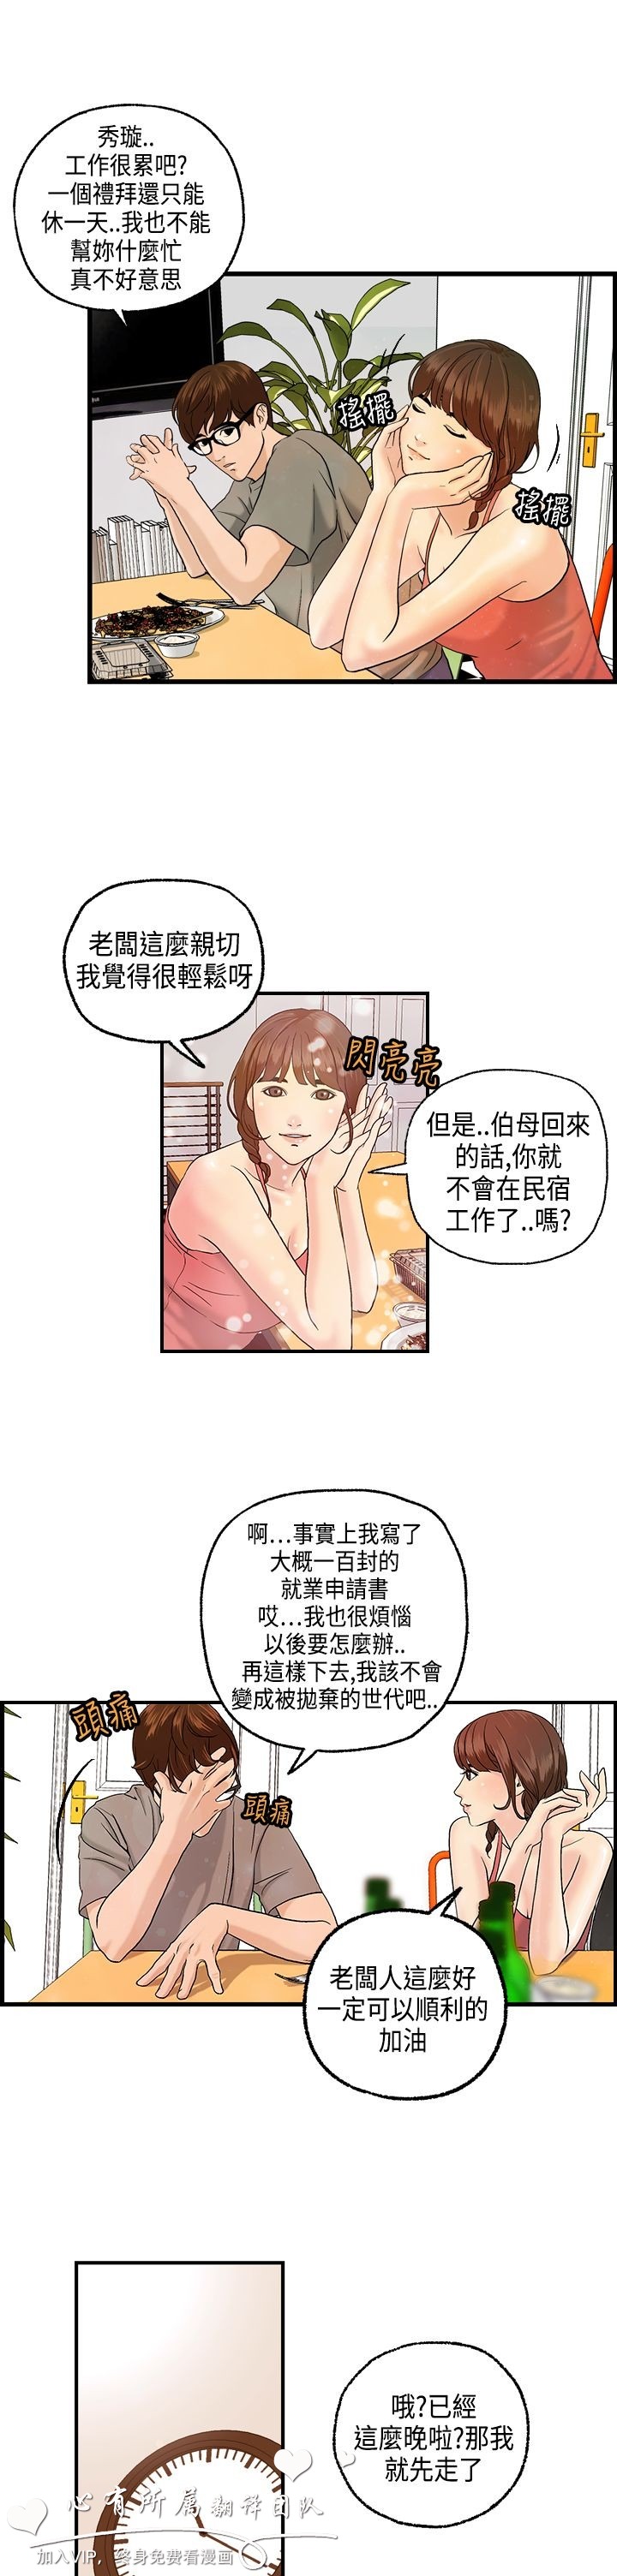 秀璇..
工作很累吧?
一個禮拜還只能
休一天..我也不能
幫妳什麼忙
真不好意思
搖擺
搖擺
老闆這麼親切
我覺得很輕鬆呀
閃亮亮
但是..伯母回來
的話,你就
不會在民宿
工作了..嗎?
啊...事實上我寫了
大概一百封的
就業申請書
哎...我也很煩惱
以後要怎麼辦..
再這樣下去,我該不會
變成被拋棄的世代吧..
頭痛
頭痛
老闆人這麼好
一定可以順利的
加油
哦?已經
這麼晚啦?那我
就先走了
心有所属翻译团队
加入VIP，终身免费看漫画